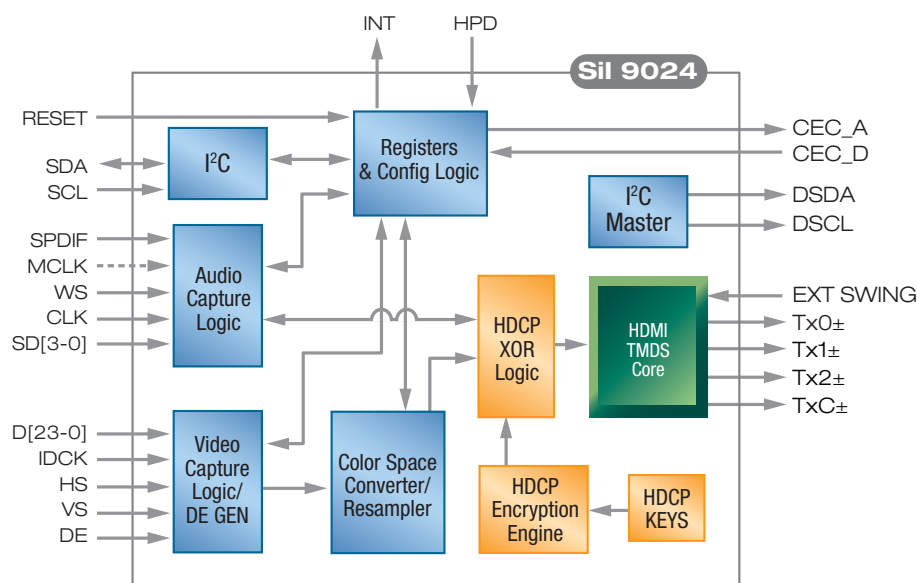 INT
HPD
SiI 9024
RESET
SDA
SCL
I²C
Registers
& Config Logic
CEC_A
CEC_D
I²C
Master
DSDA
DSCL
SPDIF
MCLK
WS
CLK
SD[3-0]
Audio
Capture
Logic
HDCP
XOR
Logic
HDMI
TMDS
Core
EXT SWING
Tx0±
Tx1±
Tx2±
TxC±
D[23-0]
IDCK
HS
VS
DE
Video
Capture
Logic/
DE GEN
Color Space
Converter/
Resampler
HDCP
Encryption
Engine
HDCP
KEYS